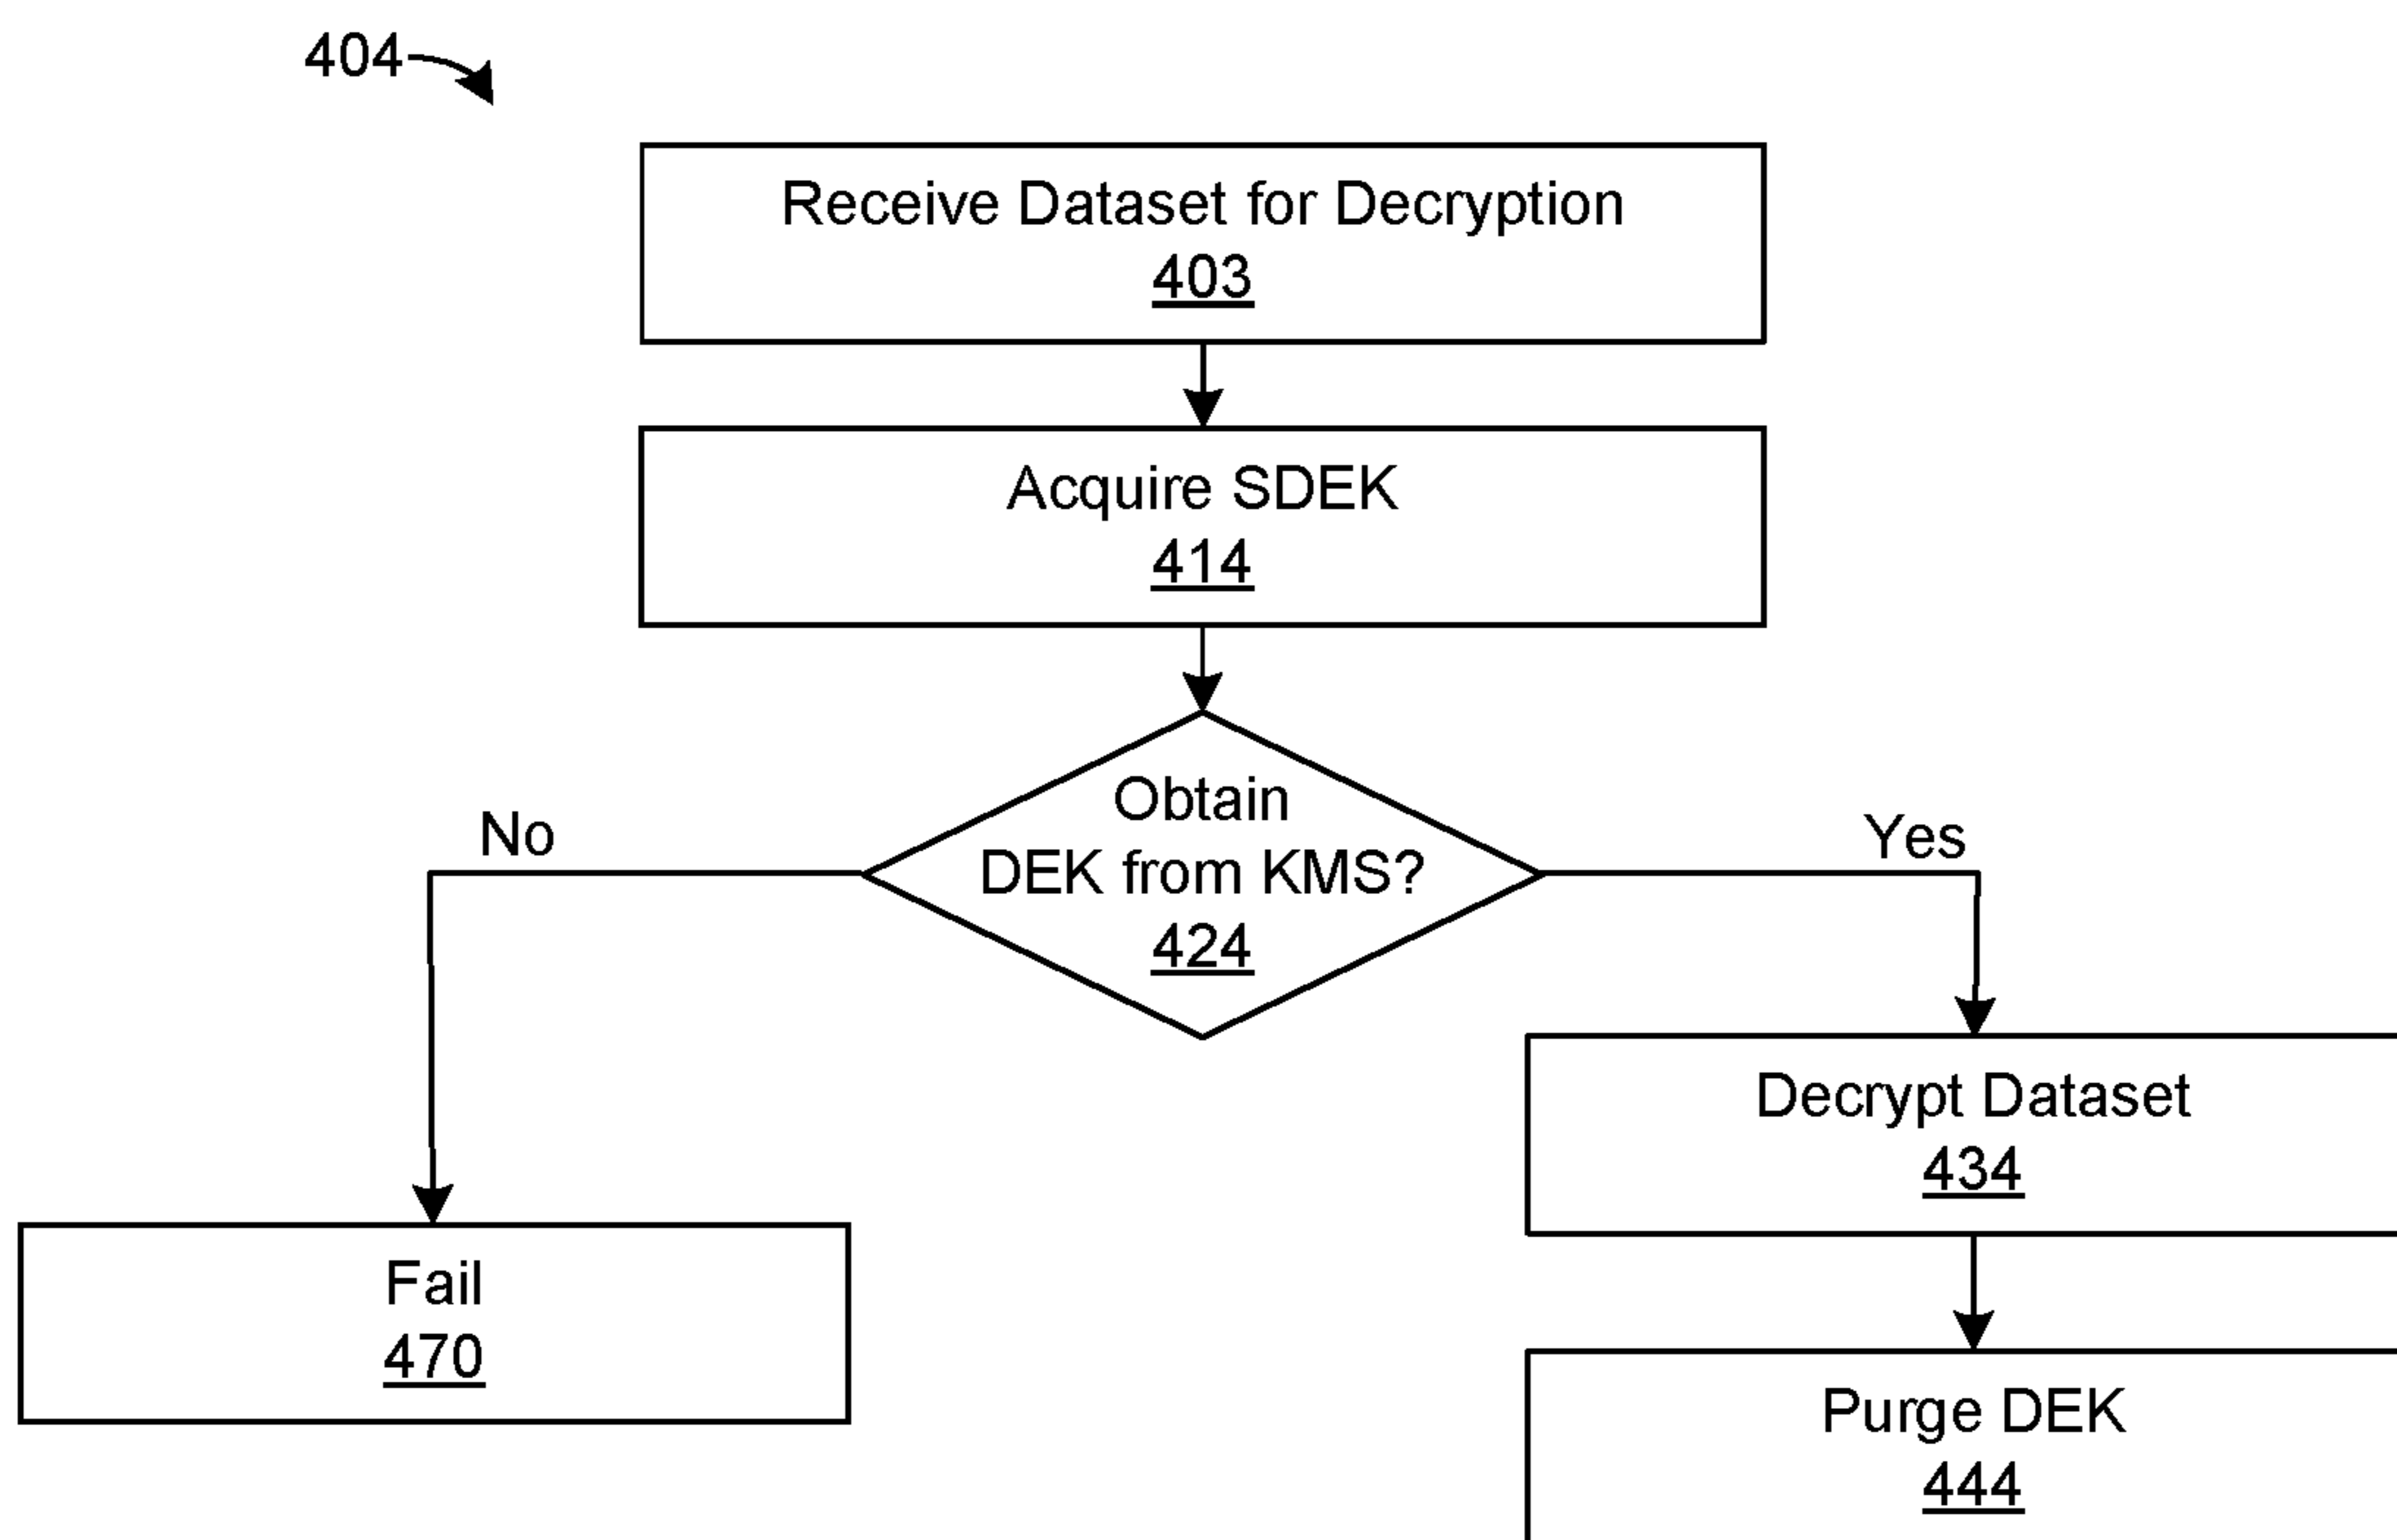 404
Receive Dataset for Decryption
403
Acquire SDEK
414
Obtain
DEK from KMS?
424
No
Yes
Decrypt Dataset
434
Fail
470
Purge DEK
444